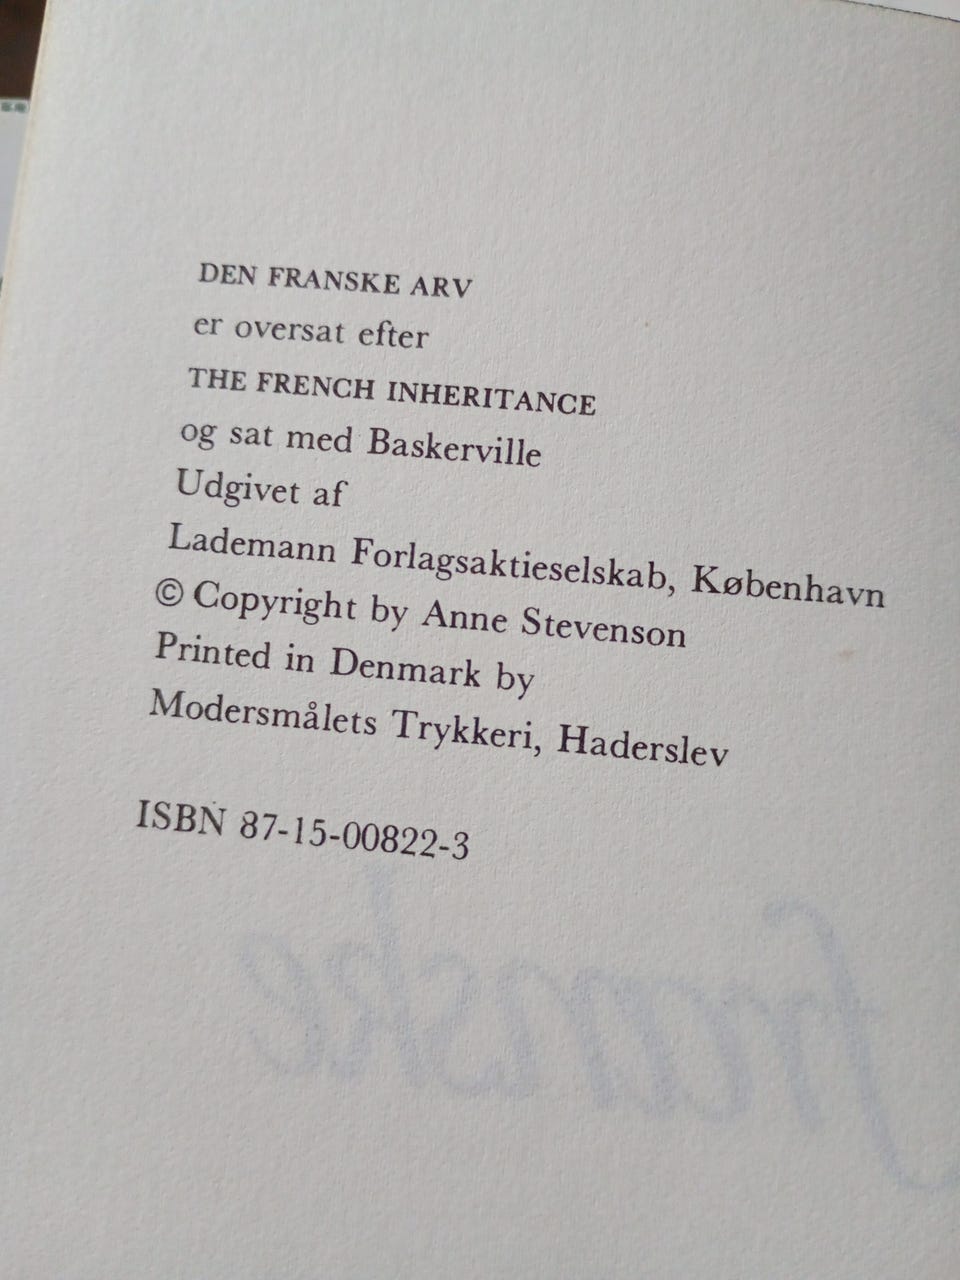 DEN FRANSKE ARV
er oversat efter
THE FRENCH INHERITANCE
og sat med Baskerville
Udgivet af
Lademann Forlagsaktieselskab, København
© Copyright by Anne Stevenson
Printed in Denmark by
Modersmålets Trykkeri, Haderslev
ISBN 87-15-00822-3
franske